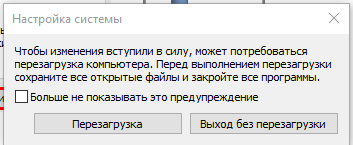 Настройка системы
Чтобы изменения вступили в силу, может потребоваться
перезагрузка компьютера. Перед выполнением перезагрузки
сохраните все открытые файлы и закройте все программы.
Больше не показывать это предупреждение
Перезагрузка
Выход без перезагрузки